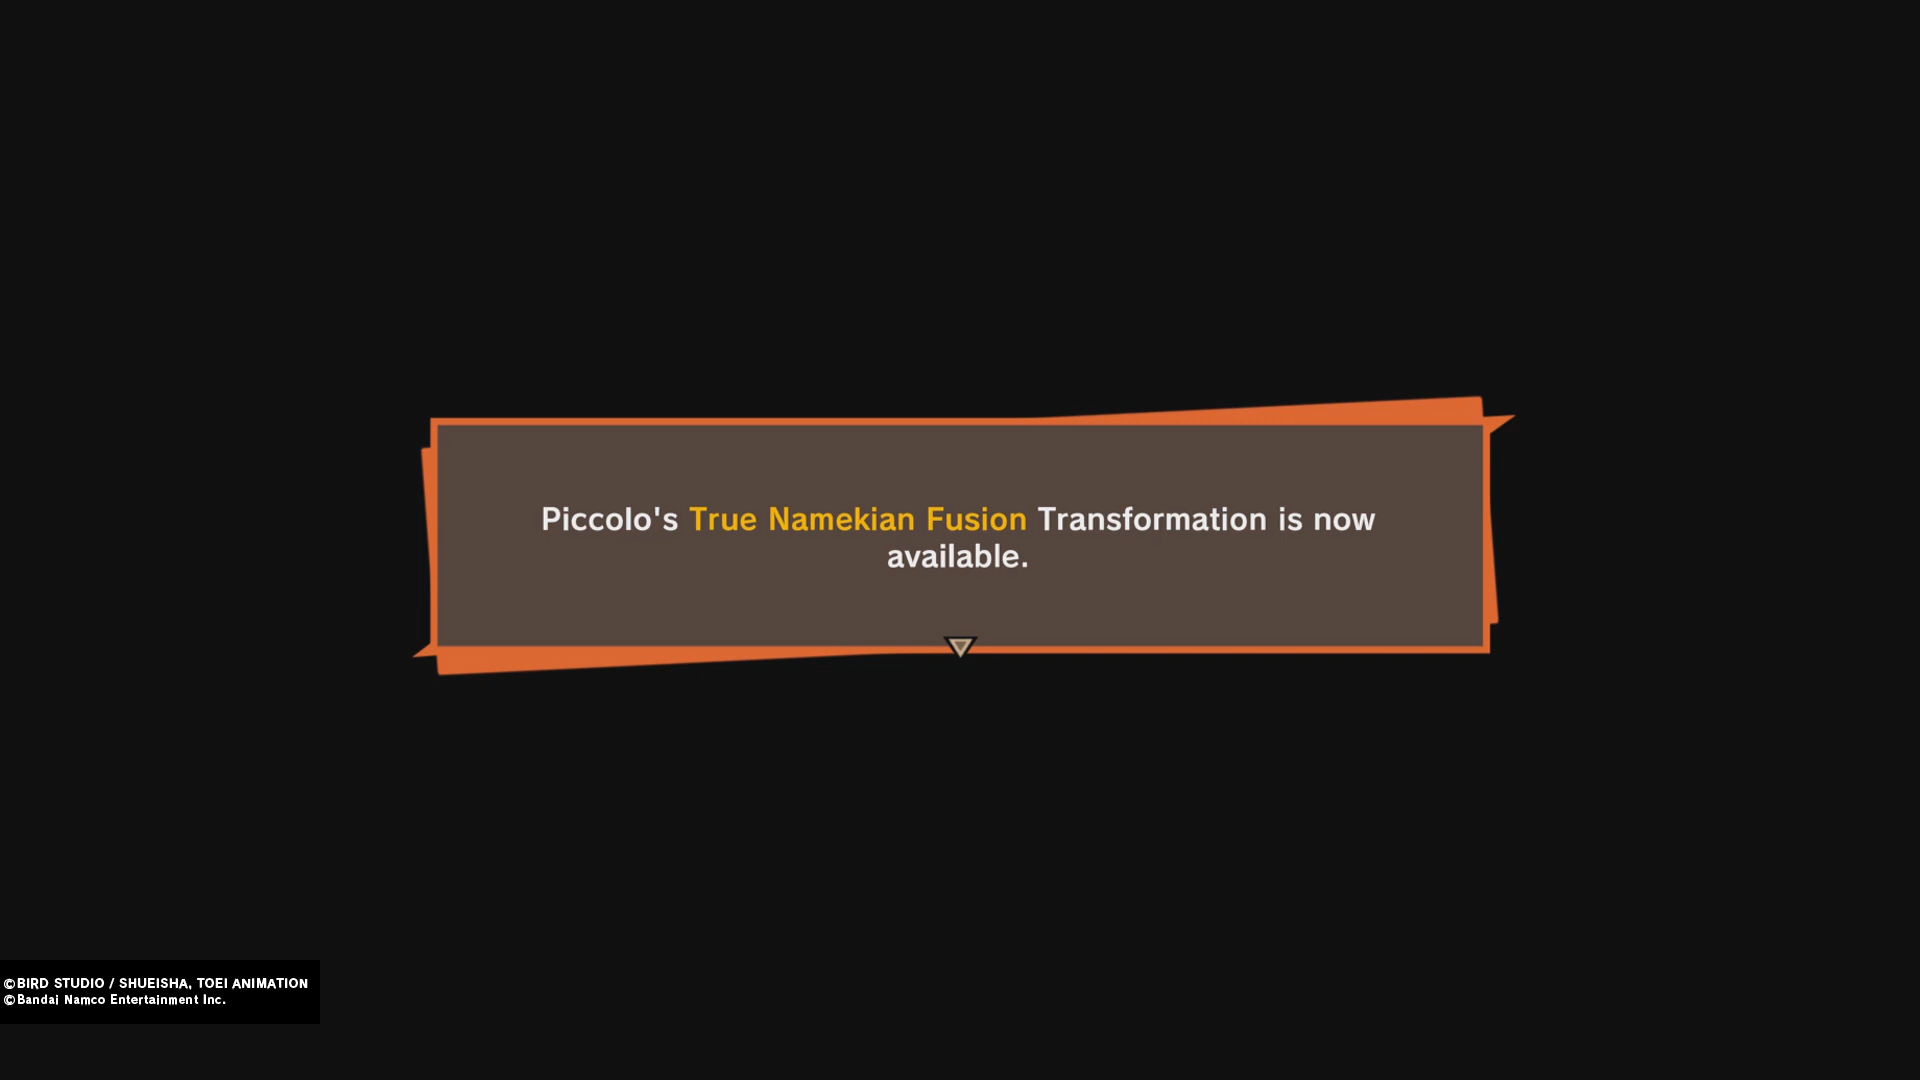 Piccolo's True Namekian Fusion Transformation is now
available.
©BIRD STUDIO / SHUEISHA, TOEI ANIMATION
©Bandai Namco Entertainment Inc.